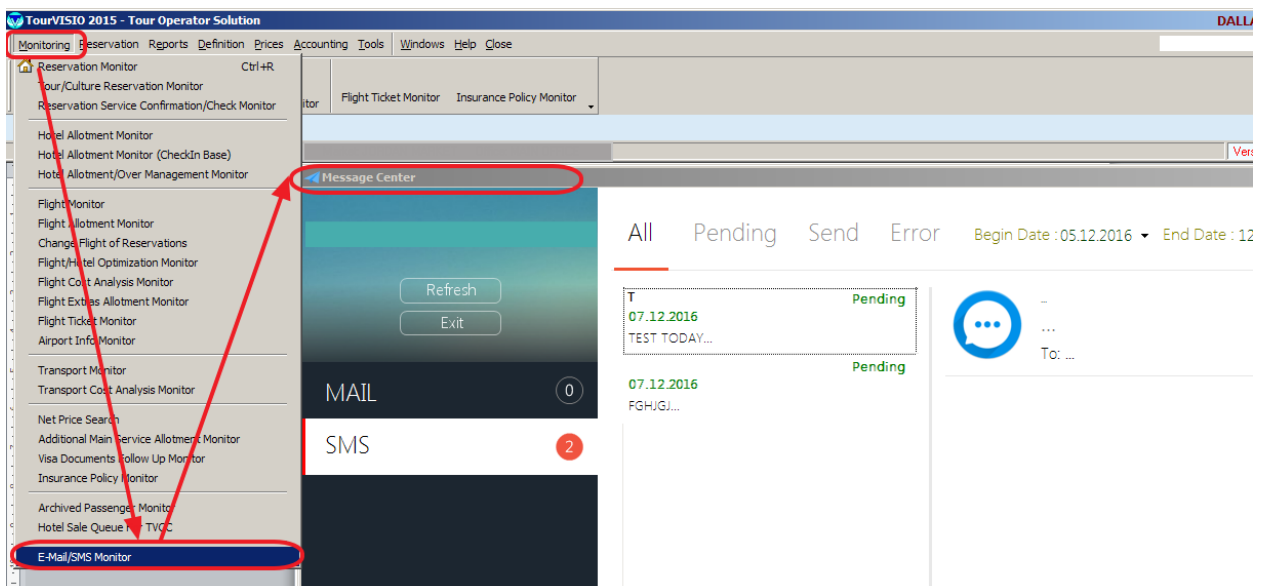 TourVISIO 2015 - Tour Operator Solution
DALLA
Monitoring Reservation Reports Definition Prices Accounting Tools Windows Help Close
Reservation Monitor Ctrl+R
Tour/Culture Reservation Monitor
Reservation Service Confirmation/Check Monitor
itor Flight Ticket Monitor Insurance Policy Monitor
Hotel Allotment Monitor
Hotel Allotment Monitor (CheckIn Base)
Hotel Allotment/Over Management Monitor
Flight Monitor
Flight Allotment Monitor
Change Flight of Reservations
Flight/Hotel Optimization Monitor
Flight Cost Analysis Monitor
Flight Extras Allotment Monitor
Flight Ticket Monitor
Airport Info Monitor
Transport Monitor
Transport Cost Analysis Monitor
Net Price Search
Additional Main Service Allotment Monitor
Visa Documents Follow Up Monitor
Insurance Policy Monitor
Archived Passenger Monitor
Hotel Sale Queue For TVCC
E-Mail/SMS Monitor
Vers
Message Center
Refresh
Exit
MAIL 0
SMS 2
All Pending Send Error Begin Date : 05.12.2016 End Date : 12
T Pending
07.12.2016
TEST TODAY...
Pending
07.12.2016
FGHJGJ...
..
...
To: ...